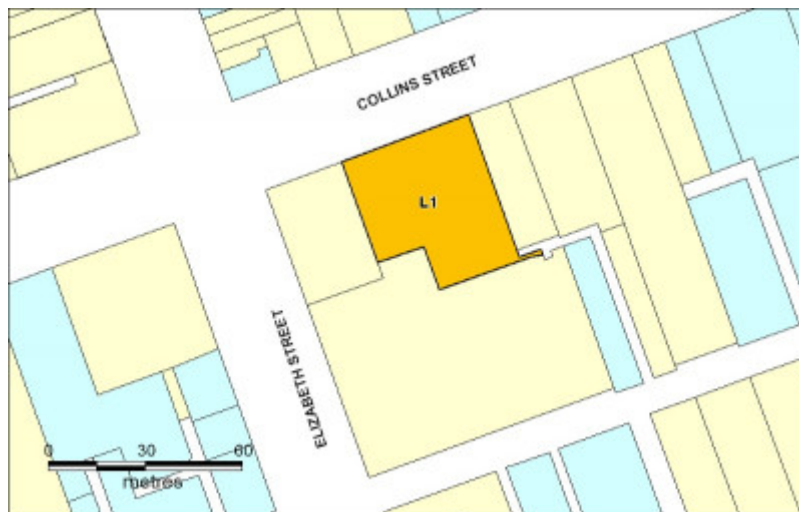 COLLINS STREET
L1
ELIZABETH STREET
0 30 60
metres